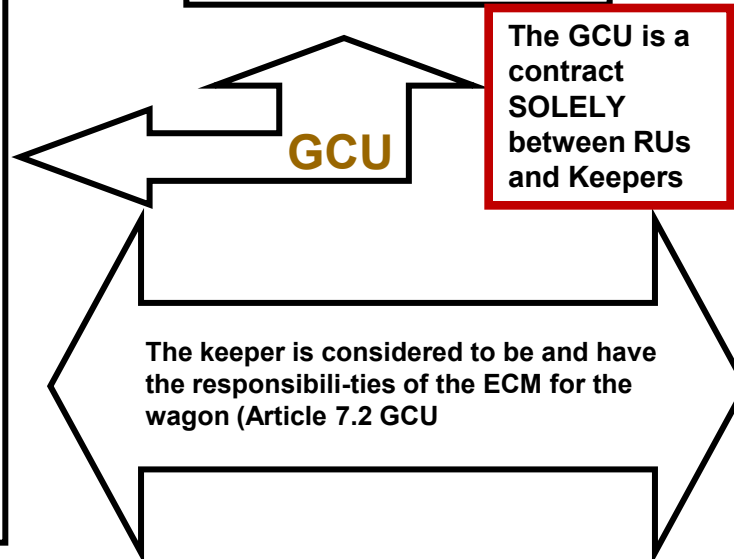 The GCU is a
contract
SOLELY
between RUs
and Keepers
GCU
The keeper is considered to be and have
the responsibili-ties of the ECM for the
wagon (Article 7.2 GCU